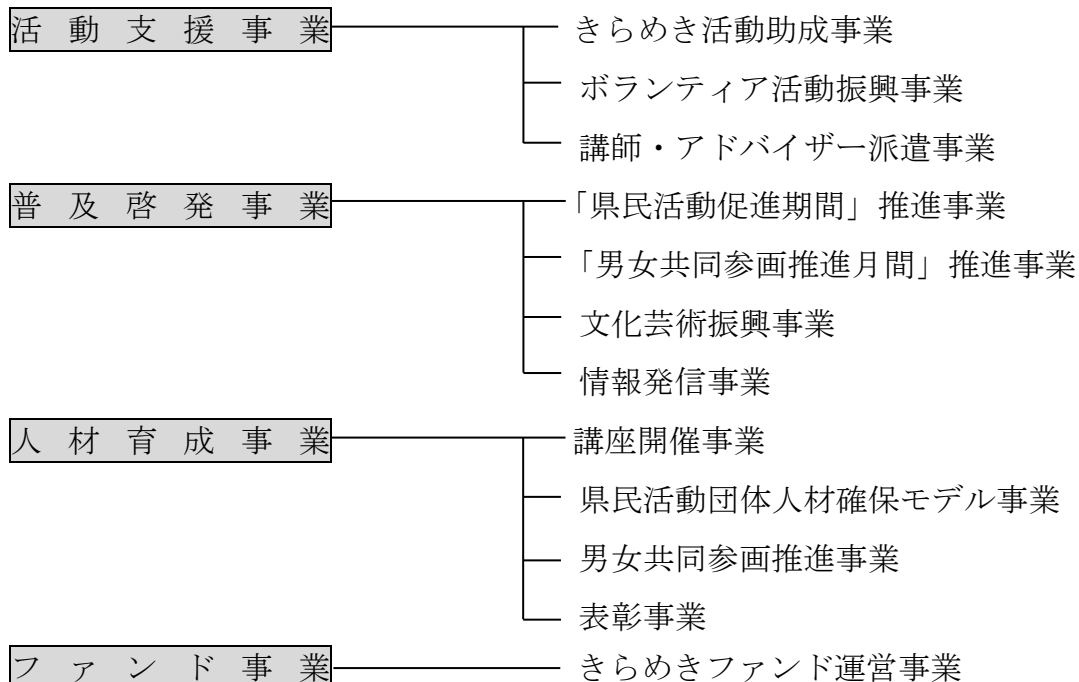 活動支援事業 きらめき活動助成事業
ボランティア活動振興事業
講師・アドバイザー派遣事業
普及啓発事業 「県民活動促進期間」推進事業
「男女共同参画推進月間」推進事業
文化芸術振興事業
情報発信事業
人材育成事業 講座開催事業
県民活動団体人材確保モデル事業
男女共同参画推進事業
表彰事業
ファンド事業 きらめきファンド運営事業